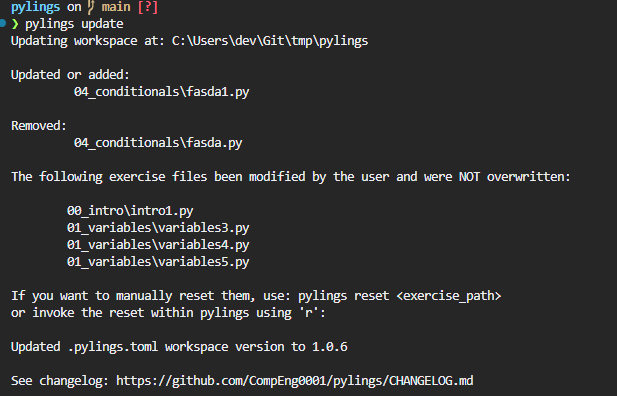 pylings on main [?]
❯ pylings update
Updating workspace at: C:\Users\dev\Git\tmp\pylings
Updated or added:
04_conditionals\fasda1.py
Removed:
04_conditionals\fasda.py
The following exercise files been modified by the user and were NOT overwritten:
00_intro\intro1.py
01_variables\variables3.py
01_variables\variables4.py
01_variables\variables5.py
If you want to manually reset them, use: pylings reset <exercise_path>
or invoke the reset within pylings using 'r':
Updated .pylings.toml workspace version to 1.0.6
See changelog: https://github.com/CompEng0001/pylings/CHANGELOG.md